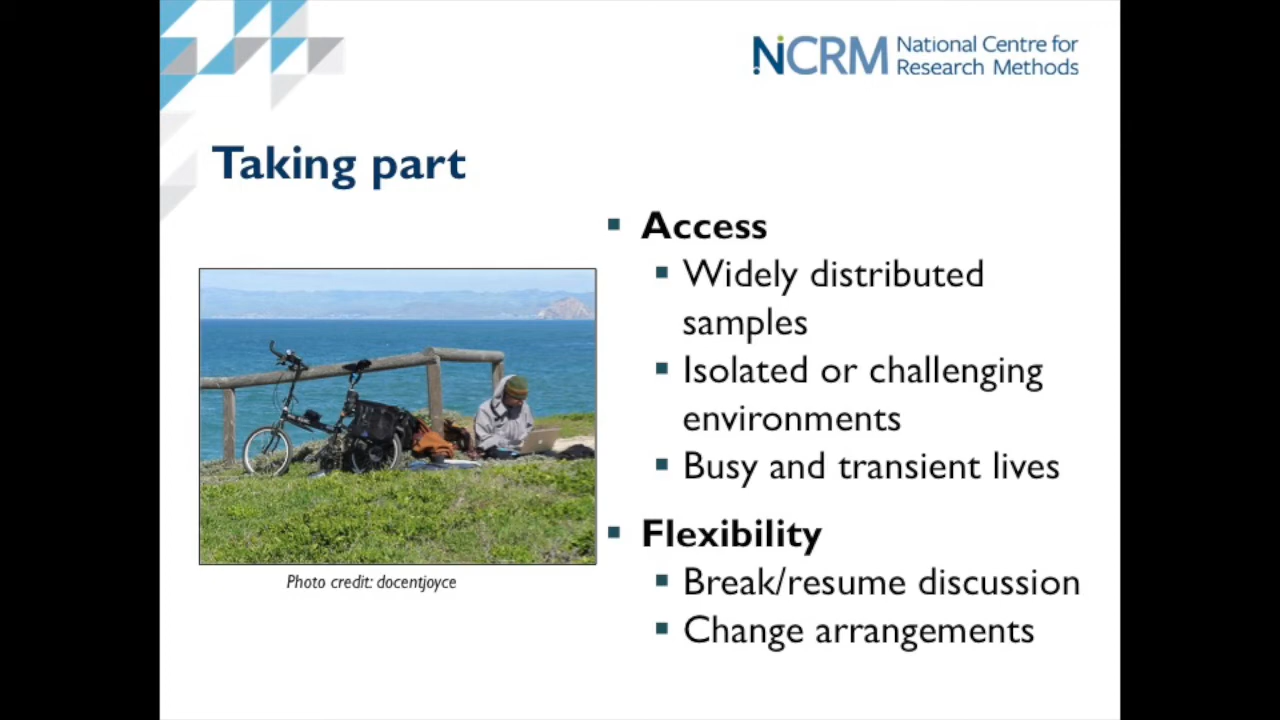 NCRM National Centre for
Research Methods
Taking part
Access
Widely distributed
samples
Isolated or challenging
environments
Busy and transient lives
Flexibility
Break/resume discussion
Change arrangements
Photo credit: docentjoyce